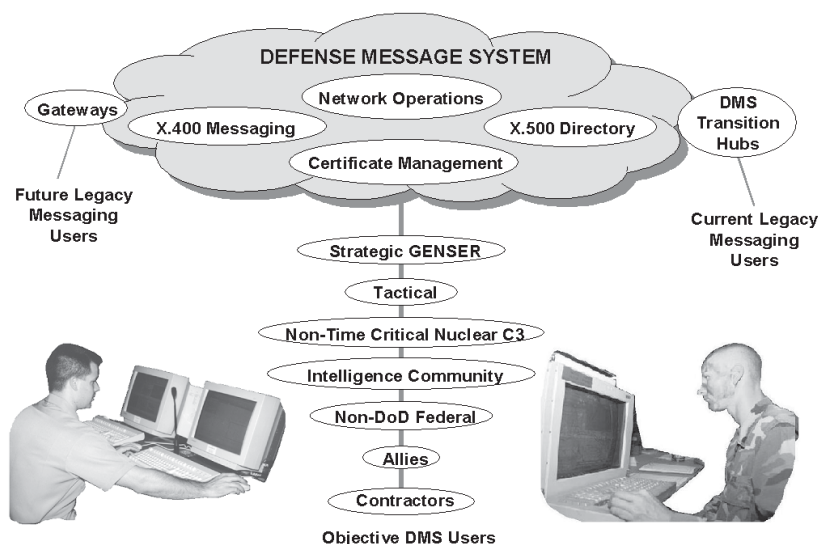 DEFENSE MESSAGE SYSTEM
Network Operations
Gateways
X.400 Messaging
X.500 Directory
DMS
Transition
Hubs
Certificate Management
Future Legacy
Messaging
Users
Current Legacy
Messaging
Users
Strategic GENSER
Tactical
Non-Time Critical Nuclear C3
Intelligence Community
Non-DoD Federal
Allies
Contractors
Objective DMS Users